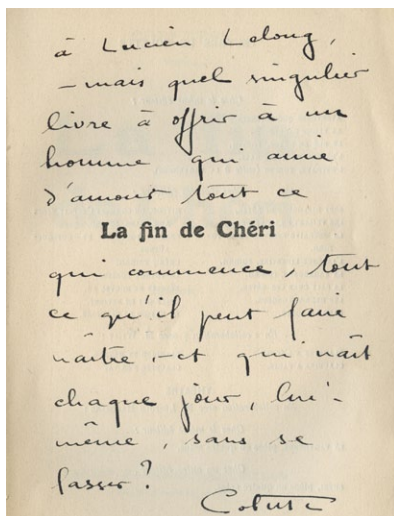 à Lucien Lelong,
– mais quel singulier
livre à offrir à un
homme qui aime
d'amour tout ce
La fin de Chéri
qui commence, tout
ce qu'il peut faire
naître – et qui naît
chaque jour, lui-
même, sans se
lasser ?
Colette